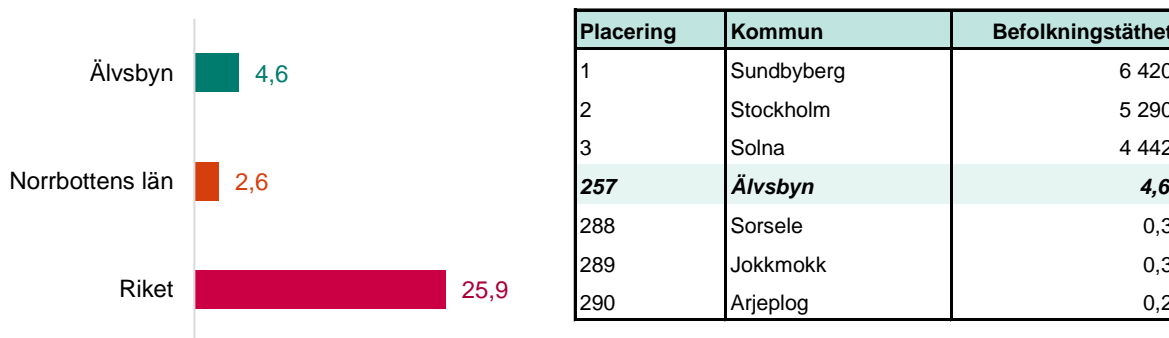 Älvsbyn 4,6
Norrbottens län 2,6
Riket 25,9
Placering Kommun Befolkningstäthet
1 Sundbyberg 6 420
2 Stockholm 5 290
3 Solna 4 442
257 Älvsbyn 4,6
288 Sorsele 0,3
289 Jokkmokk 0,3
290 Arjeplog 0,2